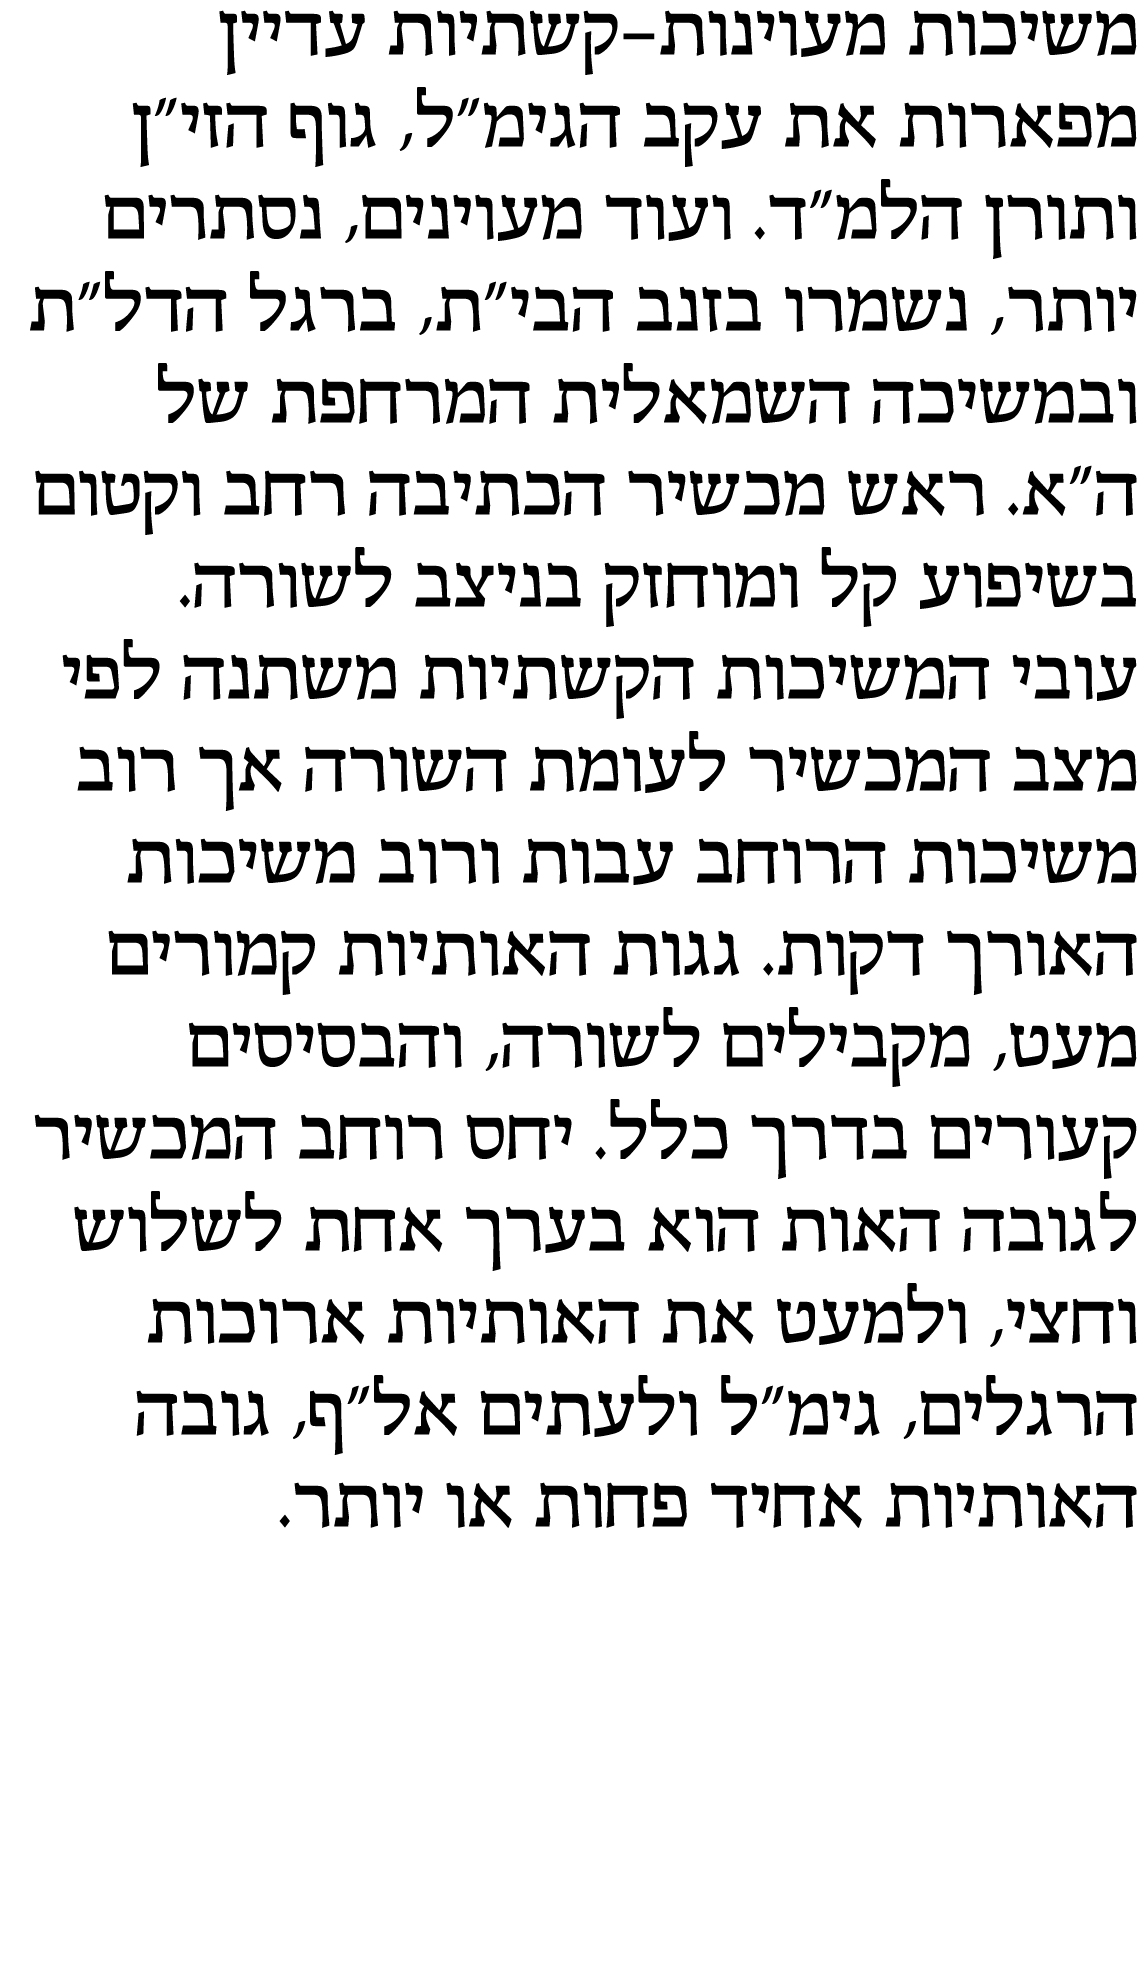 משיכות מעוינות–קשתיות עדיין
מפארות את עקב הגימ״ל, גוף הזי״ן
ותורן הלמ״ד. ועוד מעוינים, נסתרים
יותר, נשמרו בזנב הבי״ת, ברגל הדל״ת
ובמשיכה השמאלית המרחפת של
ה״א. ראש מכשיר הכתיבה רחב וקטום
בשיפוע קל ומוחזק בניצב לשורה.
עובי המשיכות הקשתיות משתנה לפי
מצב המכשיר לעומת השורה אך רוב
משיכות הרוחב עבות ורוב משיכות
האורך דקות. גגות האותיות קמורים
מעט, מקבילים לשורה, והבסיסים
קעורים בדרך כלל. יחס רוחב המכשיר
לגובה האות הוא בערך אחת לשלוש
וחצי, ולמעט את האותיות ארוכות
הרגלים, גימ״ל ולעתים אל״ף, גובה
האותיות אחיד פחות או יותר.